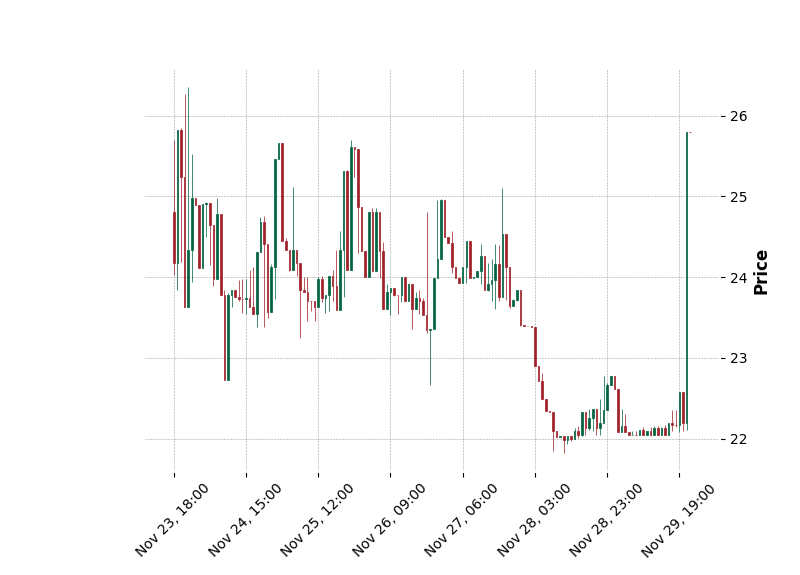 26
25
24
23
22
Price
Nov 23, 18:00
Nov 24, 15:00
Nov 25, 12:00
Nov 26, 09:00
Nov 27, 06:00
Nov 28, 03:00
Nov 28, 23:00
Nov 29, 19:00